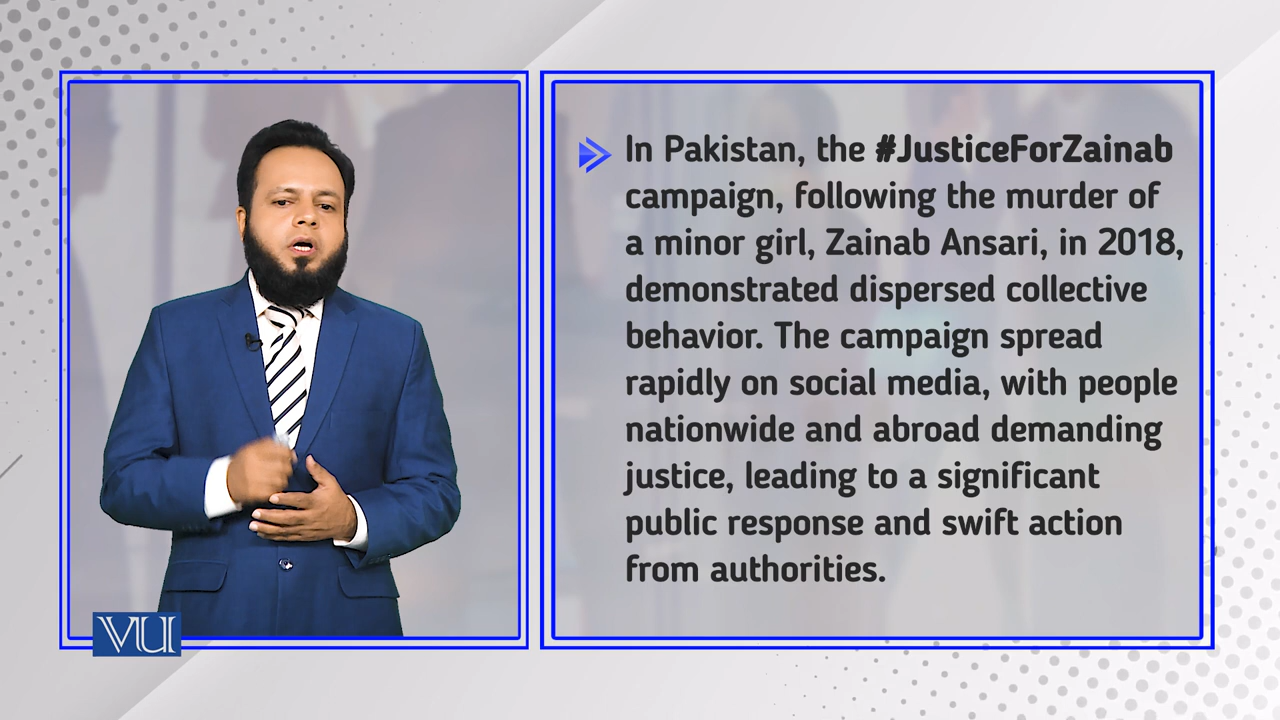 In Pakistan, the #JusticeForZainab
campaign, following the murder of
a minor girl, Zainab Ansari, in 2018,
demonstrated dispersed collective
behavior. The campaign spread
rapidly on social media, with people
nationwide and abroad demanding
justice, leading to a significant
public response and swift action
from authorities.
VU